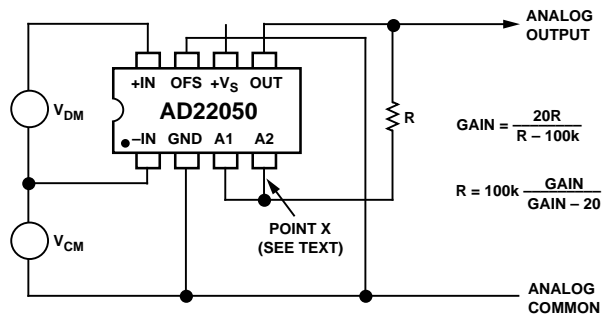 ANALOG
OUTPUT
+IN OFS +VS OUT
AD22050
–IN GND A1 A2
VDM
R
GAIN = 20R
R – 100k
R = 100k GAIN
GAIN – 20
POINT X
(SEE TEXT)
VCM
ANALOG
COMMON